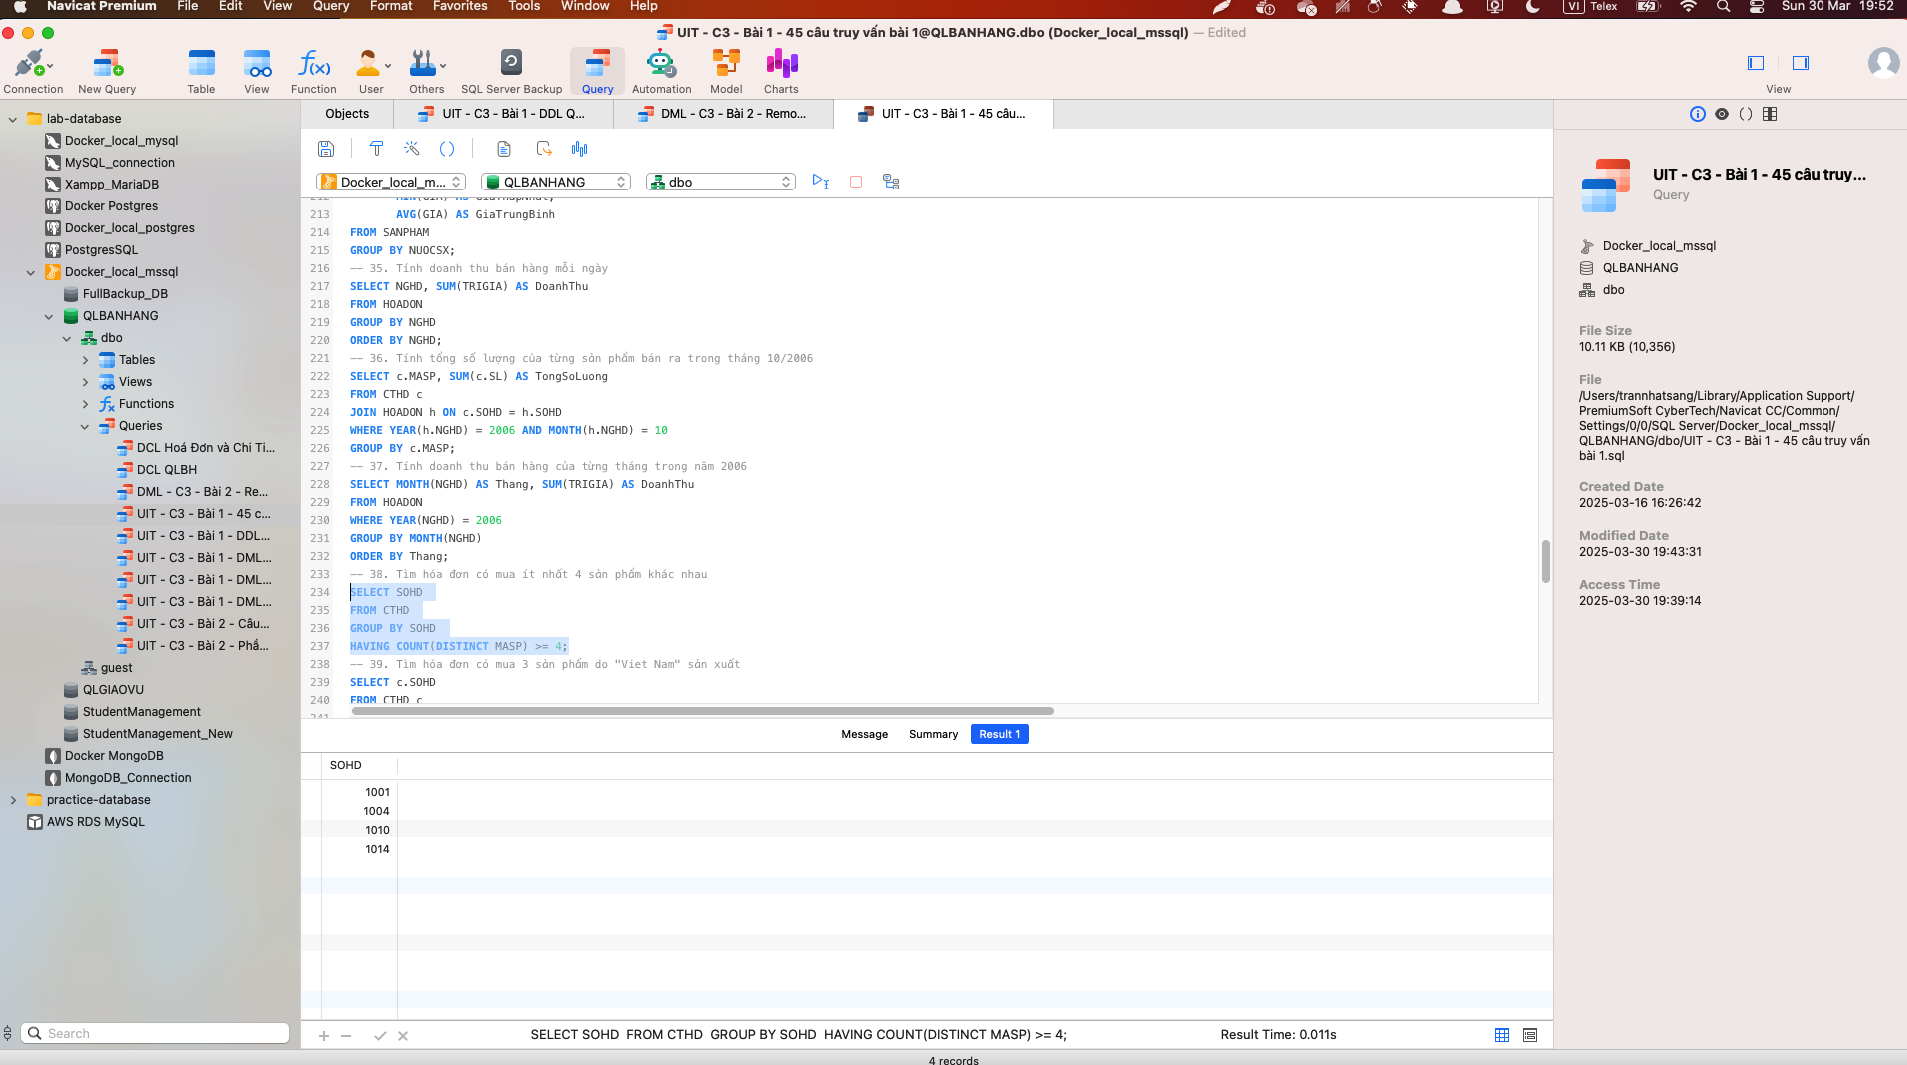 Navicat Premium File Edit View Query Format Favorites Tools Window Help VI Telex Sun 30 Mar 19:52
UIT - C3 - Bài 1 - 45 câu truy vấn bài 1@QLBANHANG.dbo (Docker_local_mssql) — Edited
Connection New Query Table View Function User Others SQL Server Backup Query Automation Model Charts View
lab-database
Docker_local_mysql
MySQL_connection
Xampp_MariaDB
Docker Postgres
Docker_local_postgres
PostgresSQL
Docker_local_mssql
FullBackup_DB
QLBANHANG
dbo
Tables
Views
Functions
Queries
DCL Hoá Đơn và Chi Ti...
DCL QLBH
DML - C3 - Bài 2 - Re...
UIT - C3 - Bài 1 - 45 c...
UIT - C3 - Bài 1 - DDL...
UIT - C3 - Bài 1 - DML...
UIT - C3 - Bài 1 - DML...
UIT - C3 - Bài 1 - DML...
UIT - C3 - Bài 2 - Câu...
UIT - C3 - Bài 2 - Phầ...
guest
QLGIAOVU
StudentManagement
StudentManagement_New
Docker MongoDB
MongoDB_Connection
practice-database
AWS RDS MySQL
Search
Objects UIT - C3 - Bài 1 - DDL Q... DML - C3 - Bài 2 - Remo... UIT - C3 - Bài 1 - 45 câu...
Docker_local_m... QLBANHANG dbo
212 MIN(GIA) AS GiaThapNhat,
213 AVG(GIA) AS GiaTrungBinh
214 FROM SANPHAM
215 GROUP BY NUOCSX;
216 -- 35. Tính doanh thu bán hàng mỗi ngày
217 SELECT NGHD, SUM(TRIGIA) AS DoanhThu
218 FROM HOADON
219 GROUP BY NGHD
220 ORDER BY NGHD;
221 -- 36. Tính tổng số lượng của từng sản phẩm bán ra trong tháng 10/2006
222 SELECT c.MASP, SUM(c.SL) AS TongSoLuong
223 FROM CTHD c
224 JOIN HOADON h ON c.SOHD = h.SOHD
225 WHERE YEAR(h.NGHD) = 2006 AND MONTH(h.NGHD) = 10
226 GROUP BY c.MASP;
227 -- 37. Tính doanh thu bán hàng của từng tháng trong năm 2006
228 SELECT MONTH(NGHD) AS Thang, SUM(TRIGIA) AS DoanhThu
229 FROM HOADON
230 WHERE YEAR(NGHD) = 2006
231 GROUP BY MONTH(NGHD)
232 ORDER BY Thang;
233 -- 38. Tìm hóa đơn có mua ít nhất 4 sản phẩm khác nhau
234 SELECT SOHD
235 FROM CTHD
236 GROUP BY SOHD
237 HAVING COUNT(DISTINCT MASP) >= 4;
238 -- 39. Tìm hóa đơn có mua 3 sản phẩm do "Viet Nam" sản xuất
239 SELECT c.SOHD
240 FROM CTHD c
241
Message Summary Result 1
SOHD
1001
1004
1010
1014
SELECT SOHD FROM CTHD GROUP BY SOHD HAVING COUNT(DISTINCT MASP) >= 4; Result Time: 0.011s
4 records
UIT - C3 - Bài 1 - 45 câu truy...
Query
Docker_local_mssql
QLBANHANG
dbo
File Size
10.11 KB (10,356)
File
/Users/trannhatsang/Library/Application Support/
PremiumSoft CyberTech/Navicat CC/Common/
Settings/0/0/SQL Server/Docker_local_mssql/
QLBANHANG/dbo/UIT - C3 - Bài 1 - 45 câu truy vấn
bài 1.sql
Created Date
2025-03-16 16:26:42
Modified Date
2025-03-30 19:43:31
Access Time
2025-03-30 19:39:14